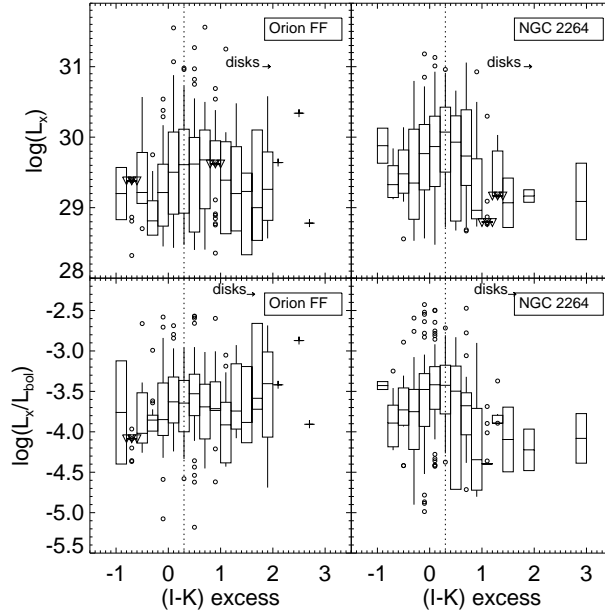 Orion FF
NGC 2264
disks→
disks→
log(Lx)
31
30
29
28
Orion FF
NGC 2264
disks→
disks→
log(Lx/Lbol)
-2.5
-3.0
-3.5
-4.0
-4.5
-5.0
-5.5
-1 0 1 2 3
-1 0 1 2 3
(I-K) excess
(I-K) excess